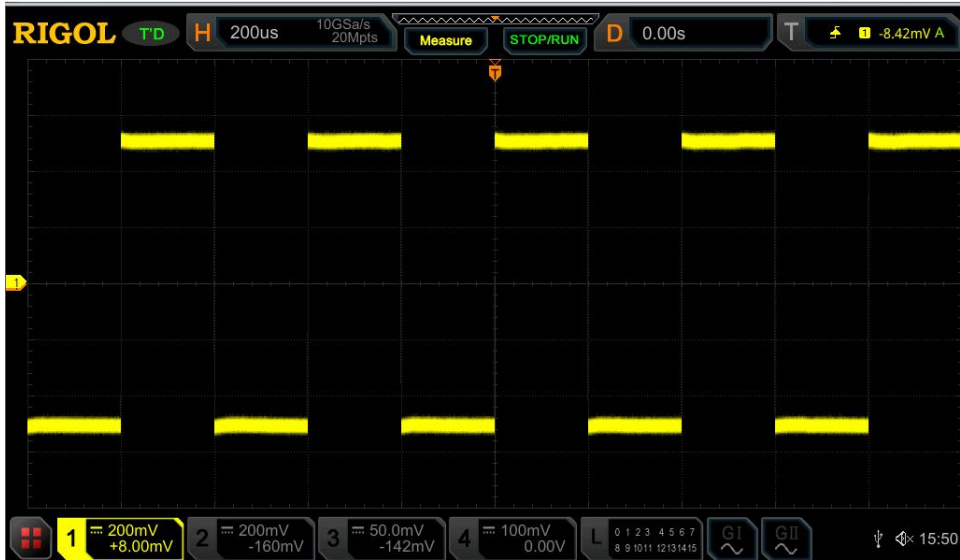 RIGOL T'D H 200us 10GSa/s 20Mpts Measure STOP/RUN D 0.00s T 1 -8.42mV A
T
1
1 200mV +8.00mV 2 200mV -160mV 3 50.0mV -142mV 4 100mV 0.00V L 0 1 2 3 4 5 6 7 8 9 10 11 12 13 14 15 GI GII 15:50